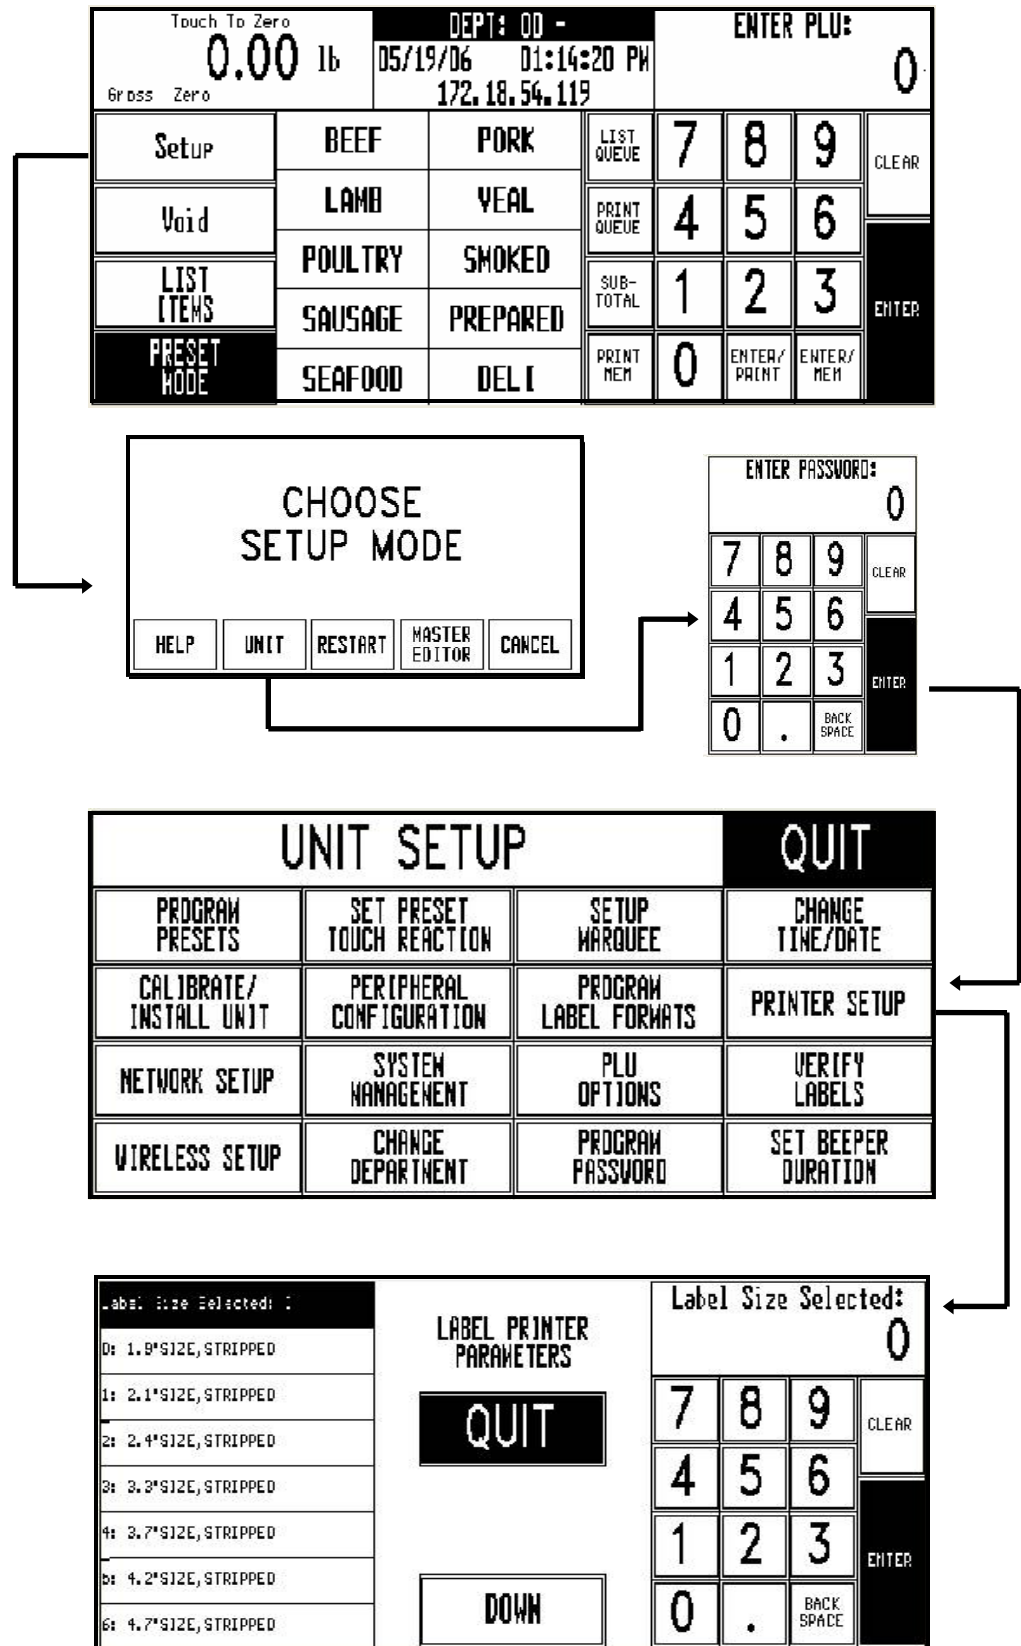 Touch To Zero
0.00 lb
Gross Zero
DEPT: 00 -
05/19/06 01:14:20 PM
172.18.54.119
ENTER PLU:
0
Setup
BEEF
PORK
LIST
QUEUE
7
8
9
CLEAR
Void
LAMB
VEAL
PRINT
QUEUE
4
5
6
LIST
ITEMS
POULTRY
SMOKED
SUB-
TOTAL
1
2
3
ENTER
SAUSAGE
PREPARED
PRESET
MODE
SEAFOOD
DELI
PRINT
MEM
0
ENTER/
PRINT
ENTER/
MEM
CHOOSE
SETUP MODE
HELP
UNIT
RESTART
MASTER
EDITOR
CANCEL
ENTER PASSWORD:
0
7
8
9
CLEAR
4
5
6
1
2
3
ENTER
0
.
BACK
SPACE
UNIT SETUP
QUIT
PROGRAM
PRESETS
SET PRESET
TOUCH REACTION
SETUP
MARQUEE
CHANGE
TIME/DATE
CALIBRATE/
INSTALL UNIT
PERIPHERAL
CONFIGURATION
PROGRAM
LABEL FORMATS
PRINTER SETUP
NETWORK SETUP
SYSTEM
MANAGEMENT
PLU
OPTIONS
VERIFY
LABELS
WIRELESS SETUP
CHANGE
DEPARTMENT
PROGRAM
PASSWORD
SET BEEPER
DURATION
Label Size Selected:
0: 1.9"SIZE,STRIPPED
1: 2.1"SIZE,STRIPPED
2: 2.4"SIZE,STRIPPED
3: 3.3"SIZE,STRIPPED
4: 3.7"SIZE,STRIPPED
5: 4.2"SIZE,STRIPPED
6: 4.7"SIZE,STRIPPED
LABEL PRINTER
PARAMETERS
QUIT
DOWN
Label Size Selected:
0
7
8
9
CLEAR
4
5
6
1
2
3
ENTER
0
.
BACK
SPACE